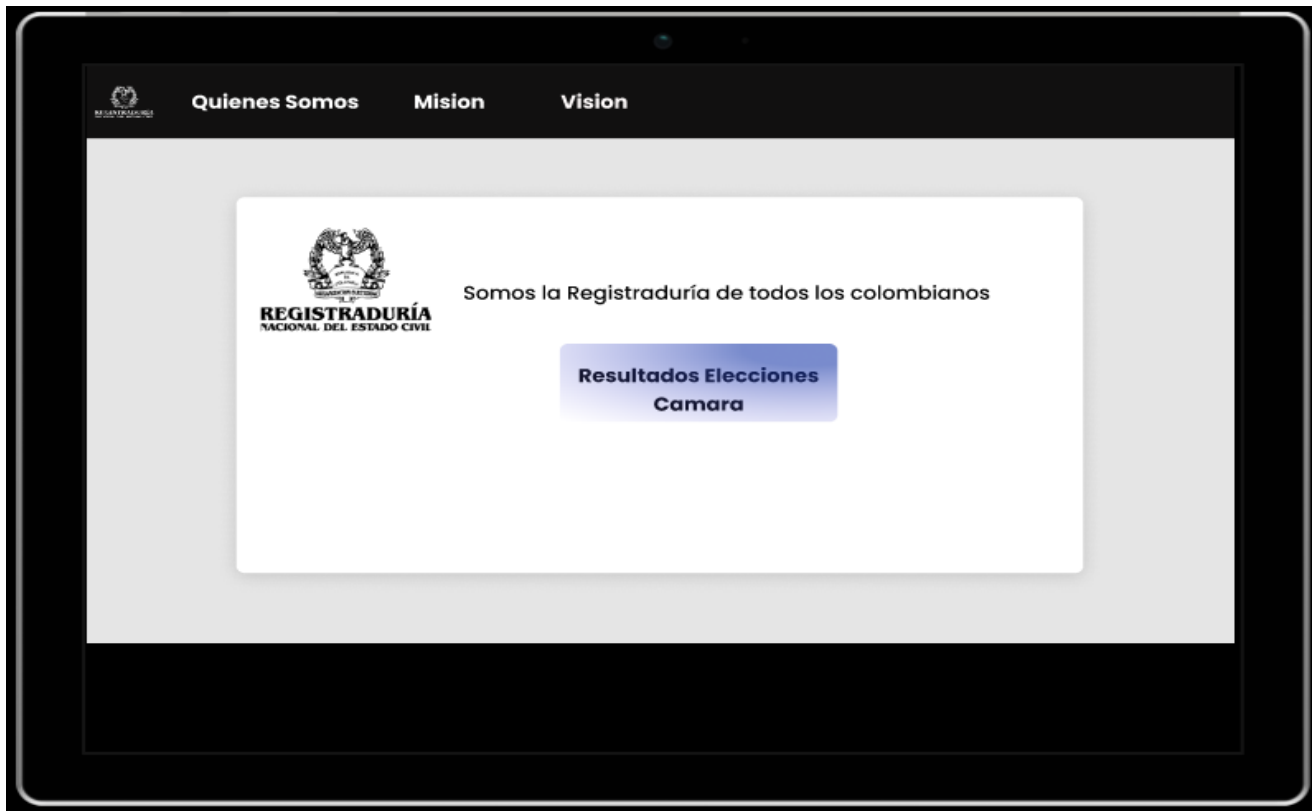 Quienes Somos Mision Vision
REGISTRADURÍA
NACIONAL DEL ESTADO CIVIL
Somos la Registraduría de todos los colombianos
Resultados Elecciones
Camara